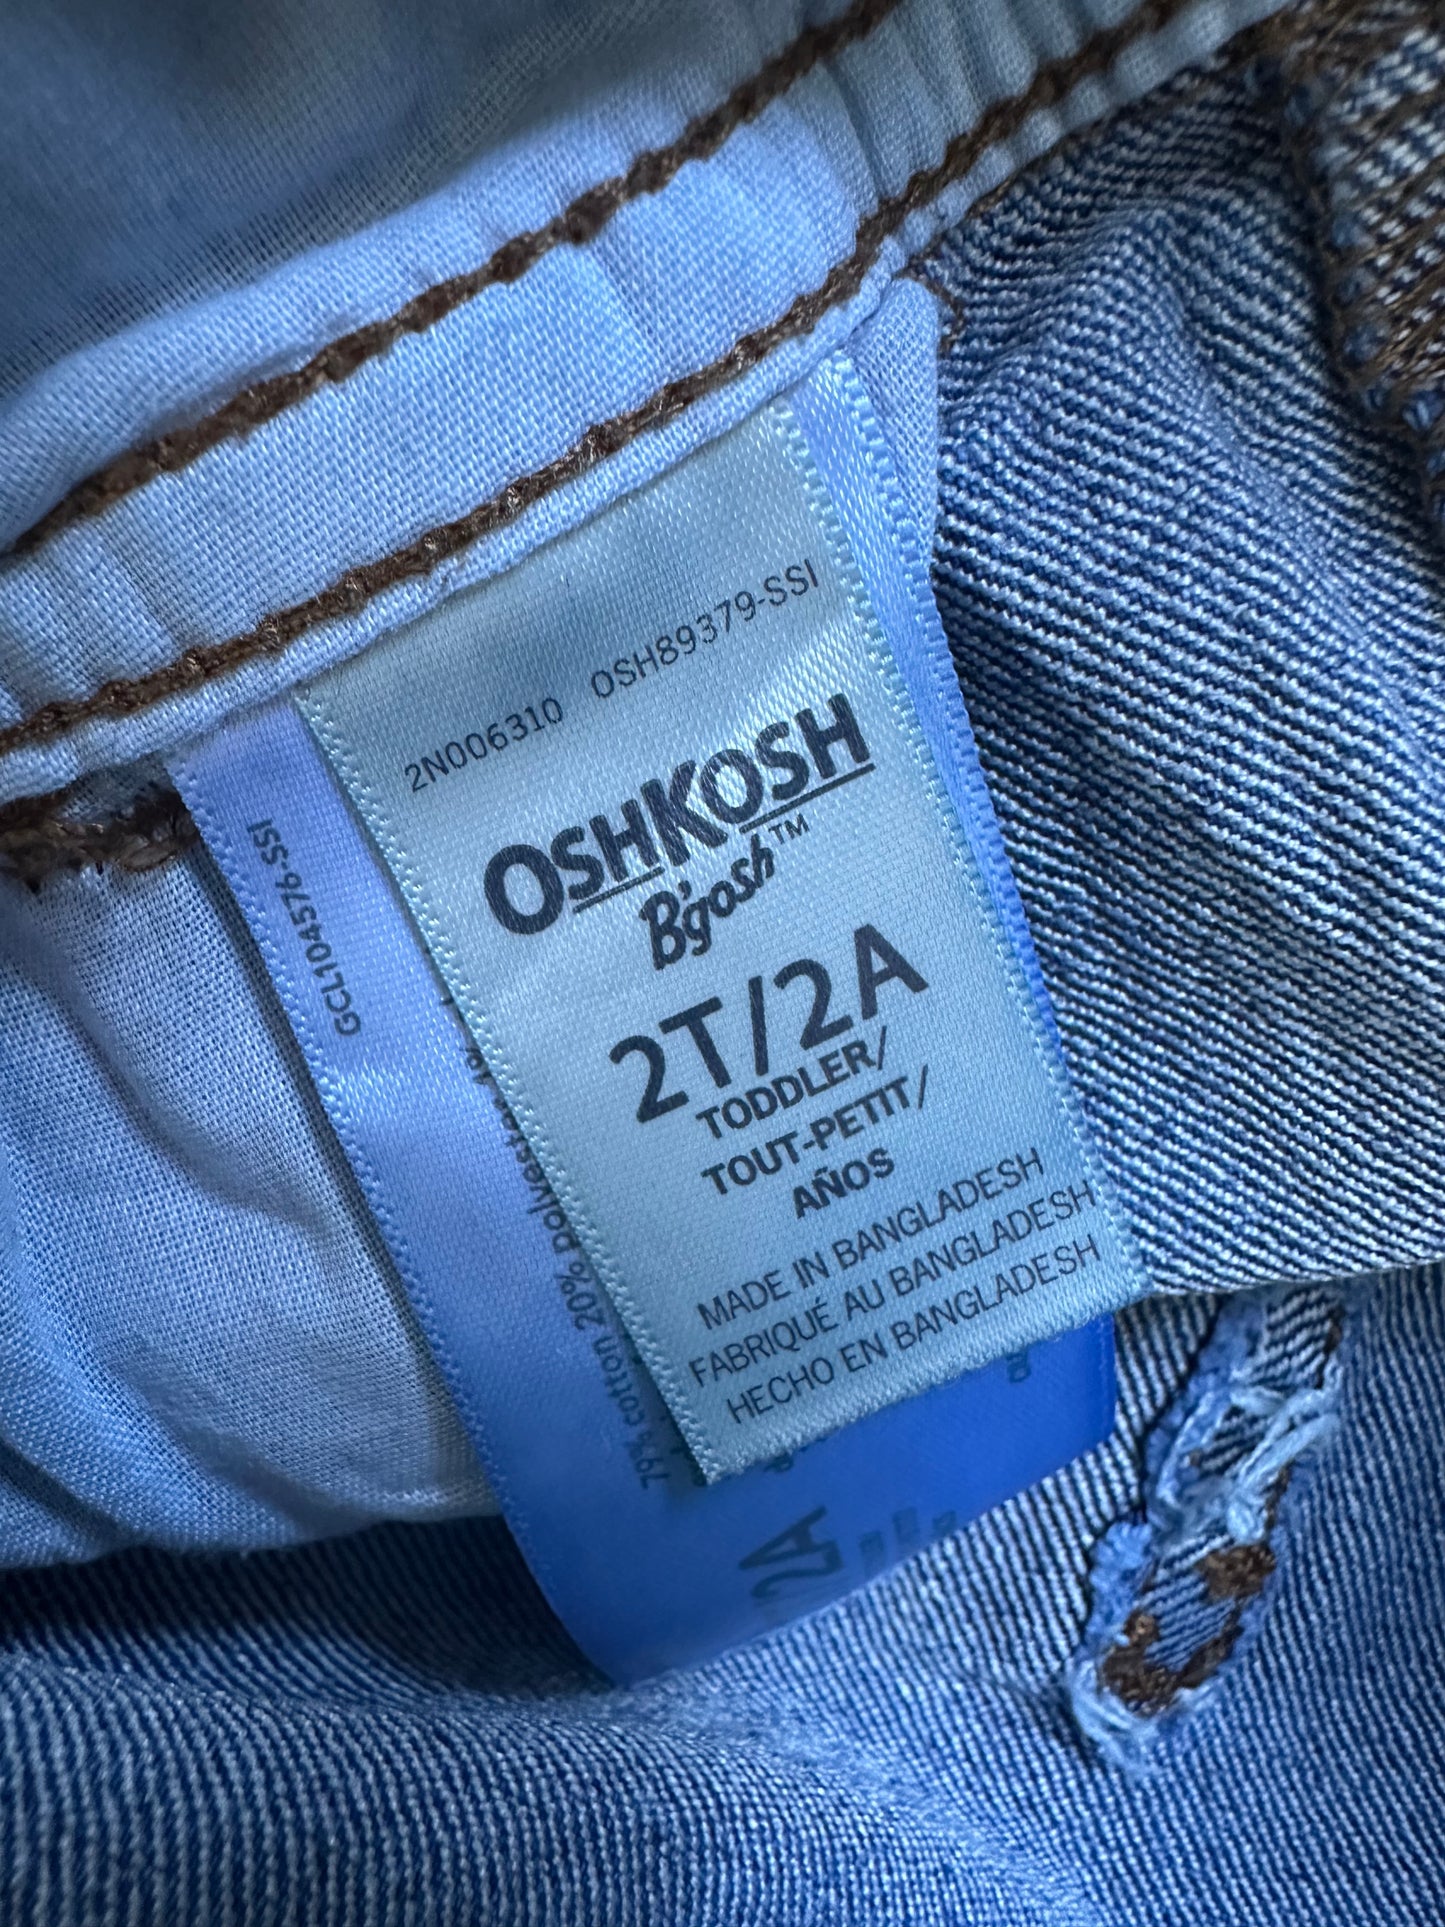 2N006310 OSH89379-SSI
OSHKOSH
B'gosh™
2T/2A
TODDLER/
TOUT-PETIT/
AÑOS
MADE IN BANGLADESH
FABRIQUÉ AU BANGLADESH
HECHO EN BANGLADESH
GCL104576-SSI
79% cotton 20% Polyester
2A